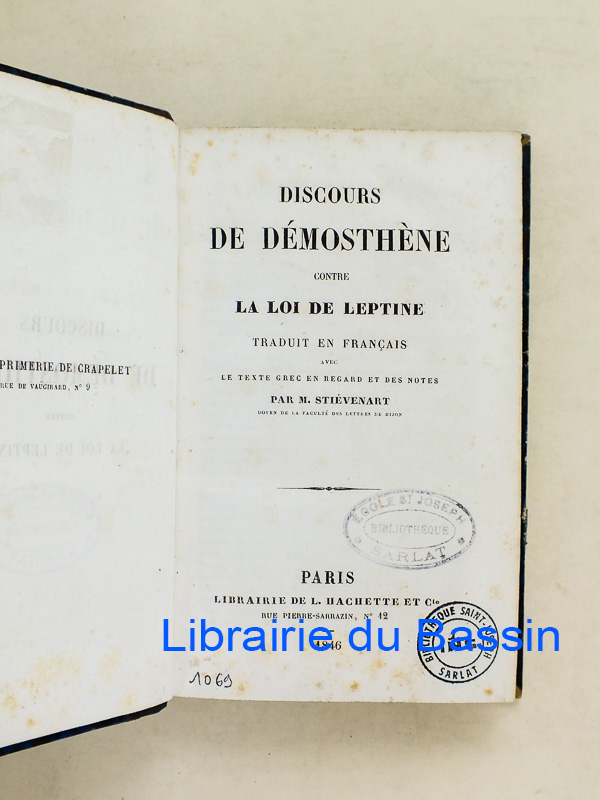 PRIMERIE DE CRAPELET
RUE DE VAUGIRARD, N° 9
DISCOURS
DE DÉMOSTHÈNE
CONTRE
LA LOI DE LEPTINE
TRADUIT EN FRANÇAIS
AVEC
LE TEXTE GREC EN REGARD ET DES NOTES
PAR M. STIÉVENART
DOYEN DE LA FACULTÉ DES LETTRES DE DIJON
ÉCOLE ST JOSEPH
BIBLIOTHÈQUE
SARLAT
PARIS
LIBRAIRIE DE L. HACHETTE ET Cie
RUE PIERRE-SARRAZIN, N° 12
Librairie du Bassin
1846
BIBLIOTHÈQUE SAINT-JOSEPH
SARLAT
1069